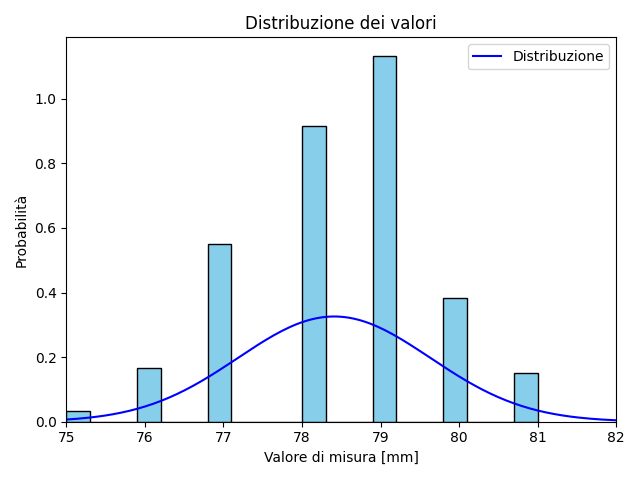 Distribuzione dei valori
Distribuzione
Probabilità
1.0
0.8
0.6
0.4
0.2
0.0
75 76 77 78 79 80 81 82
Valore di misura [mm]